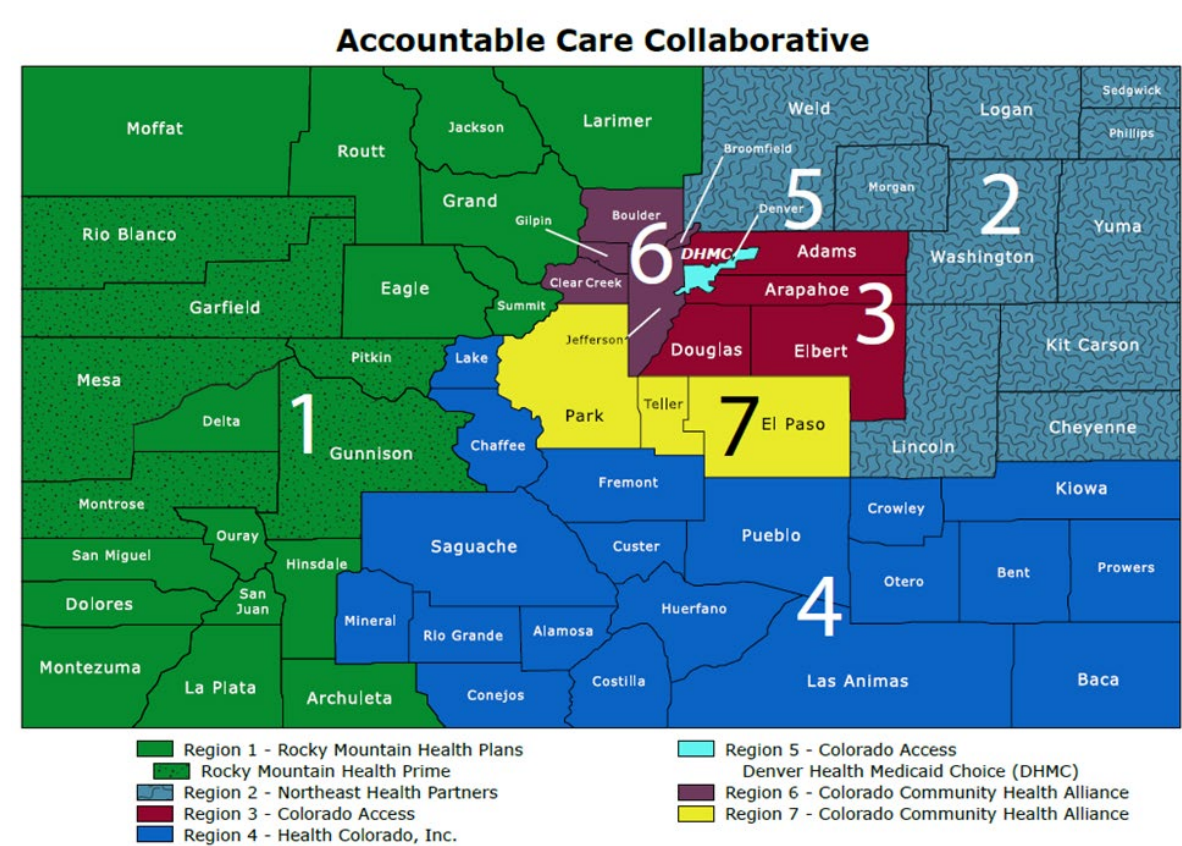 Accountable Care Collaborative
Moffat
Routt
Jackson
Larimer
Weld
Logan
Sedgwick
Phillips
Broomfield
Morgan
5
2
Denver
Grand
Gilpin
Boulder
Yuma
Rio Blanco
6
DHMC
Adams
Washington
Garfield
Eagle
Summit
Clear Creek
Arapahoe
3
Jefferson
Douglas
Elbert
Kit Carson
Mesa
Pitkin
Lake
Delta
1
Gunnison
Chaffee
Park
Teller
7
El Paso
Lincoln
Cheyenne
Montrose
Fremont
Crowley
Kiowa
San Miguel
Ouray
Hinsdale
Saguache
Custer
Pueblo
Otero
Bent
Prowers
Dolores
San
Juan
Mineral
Rio Grande
Alamosa
Huerfano
4
Montezuma
La Plata
Archuleta
Conejos
Costilla
Las Animas
Baca
Region 1 - Rocky Mountain Health Plans
Rocky Mountain Health Prime
Region 2 - Northeast Health Partners
Region 3 - Colorado Access
Region 4 - Health Colorado, Inc.
Region 5 - Colorado Access
Denver Health Medicaid Choice (DHMC)
Region 6 - Colorado Community Health Alliance
Region 7 - Colorado Community Health Alliance